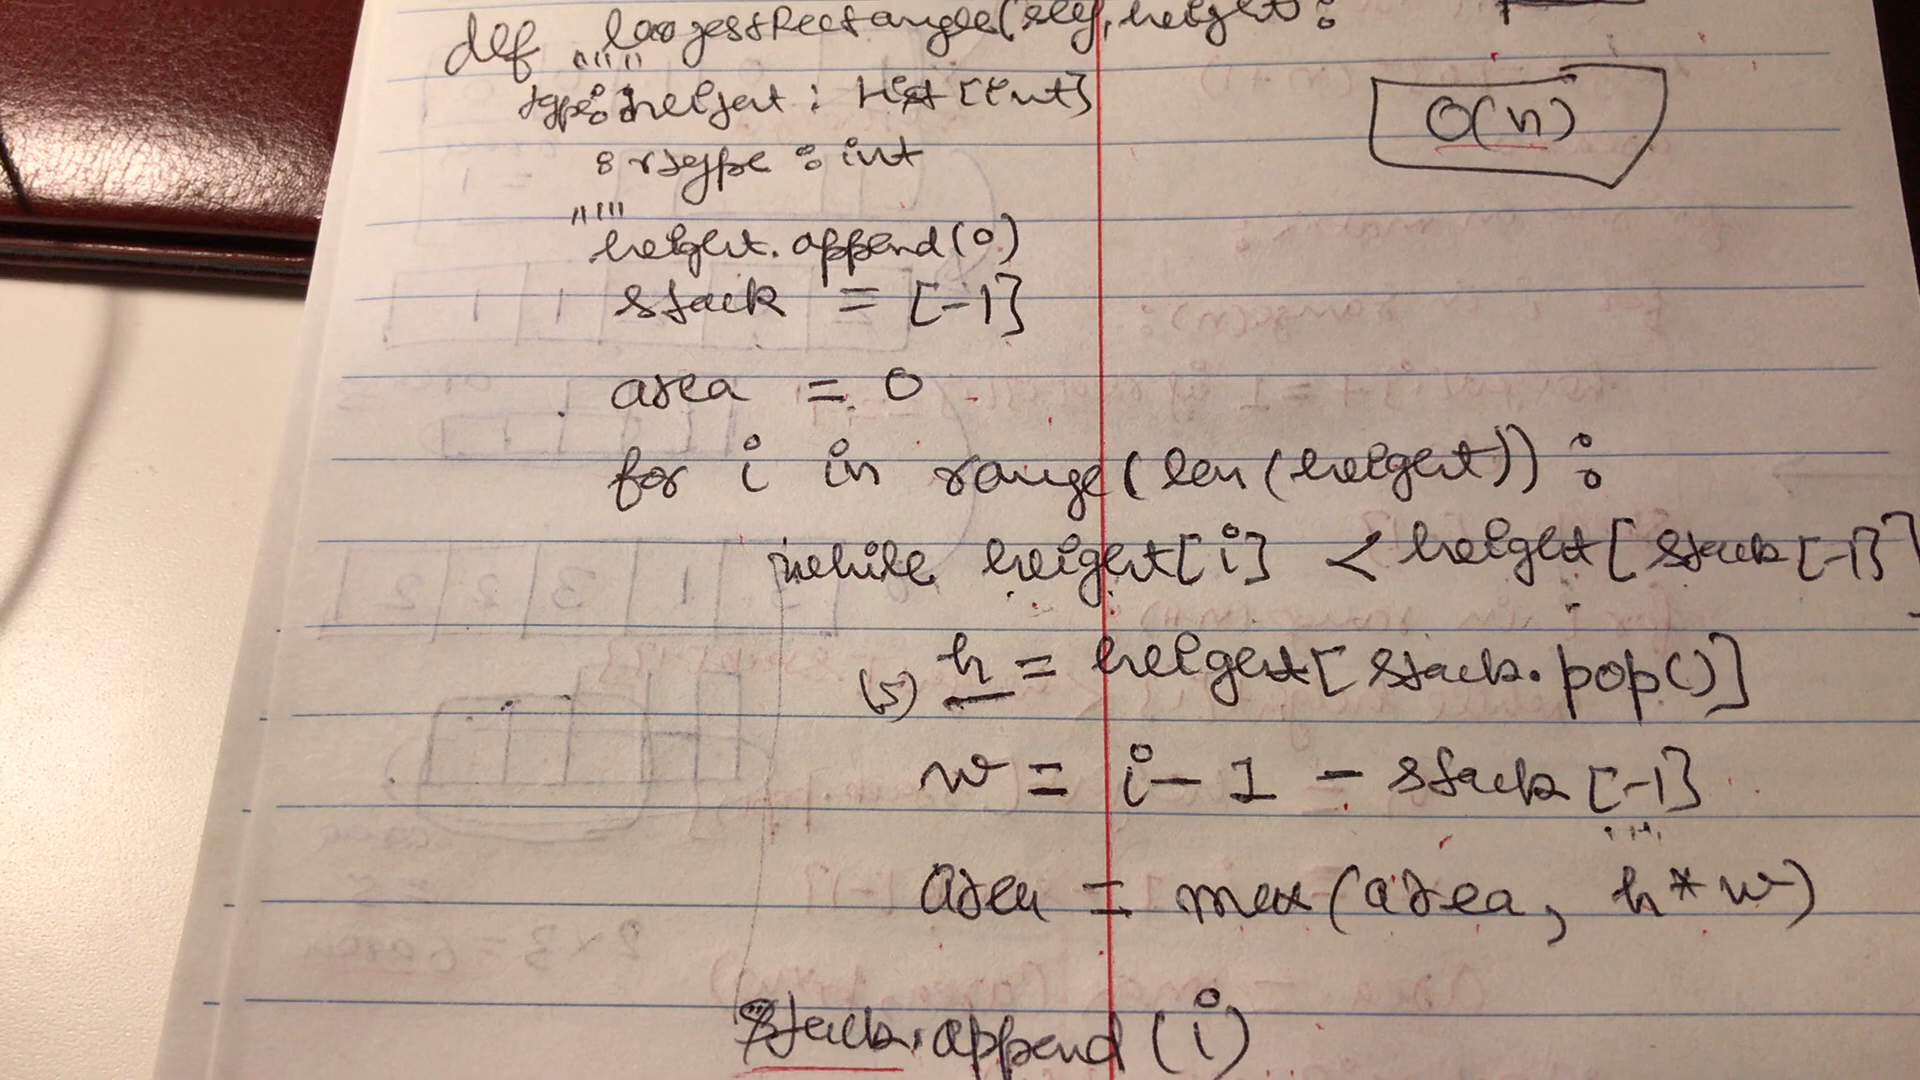 def largestRectangle(self, height):
"""
type: height : List[int]
: rtype : int
"""
height.append(0)
stack = [-1]
area = 0
for i in range(len(height)):
while height[i] < height[stack[-1]]
(5) h = height[stack.pop()]
w = i - 1 - stack[-1]
area = max(area, h*w)
stack.append(i)
O(n)